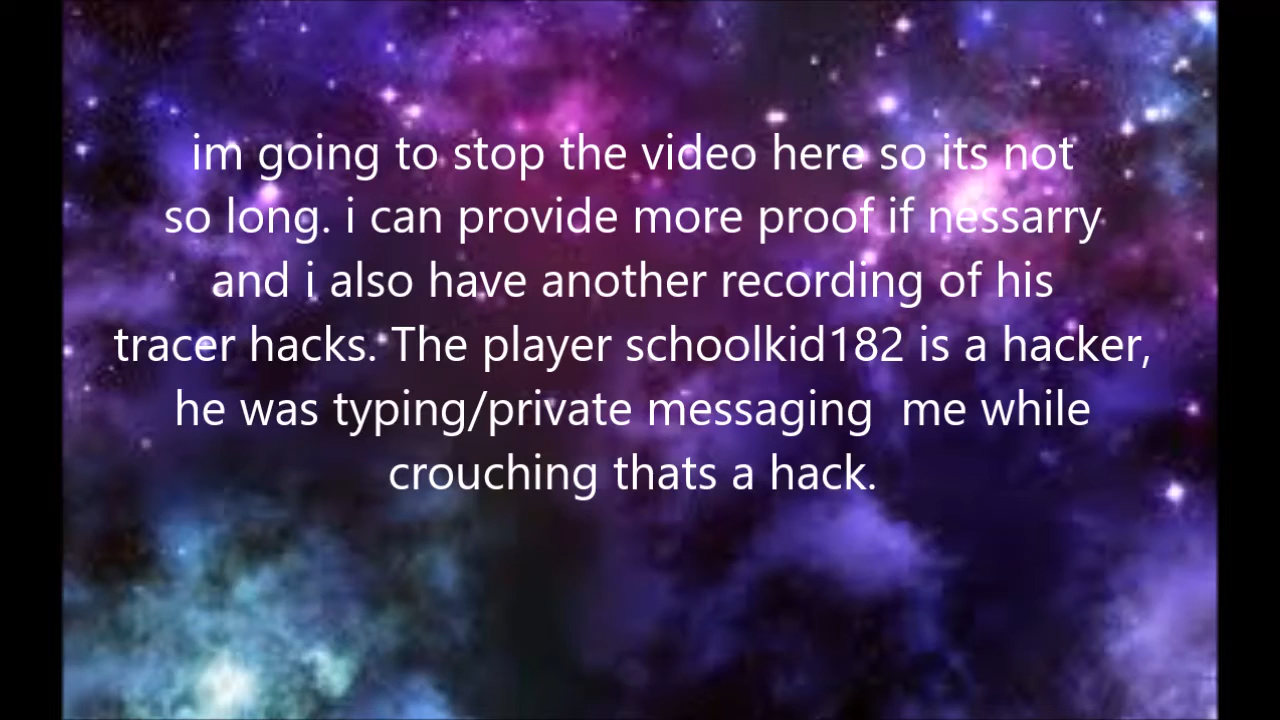 im going to stop the video here so its not
so long. i can provide more proof if nessarry
and i also have another recording of his
tracer hacks. The player schoolkid182 is a hacker,
he was typing/private messaging  me while
crouching thats a hack.